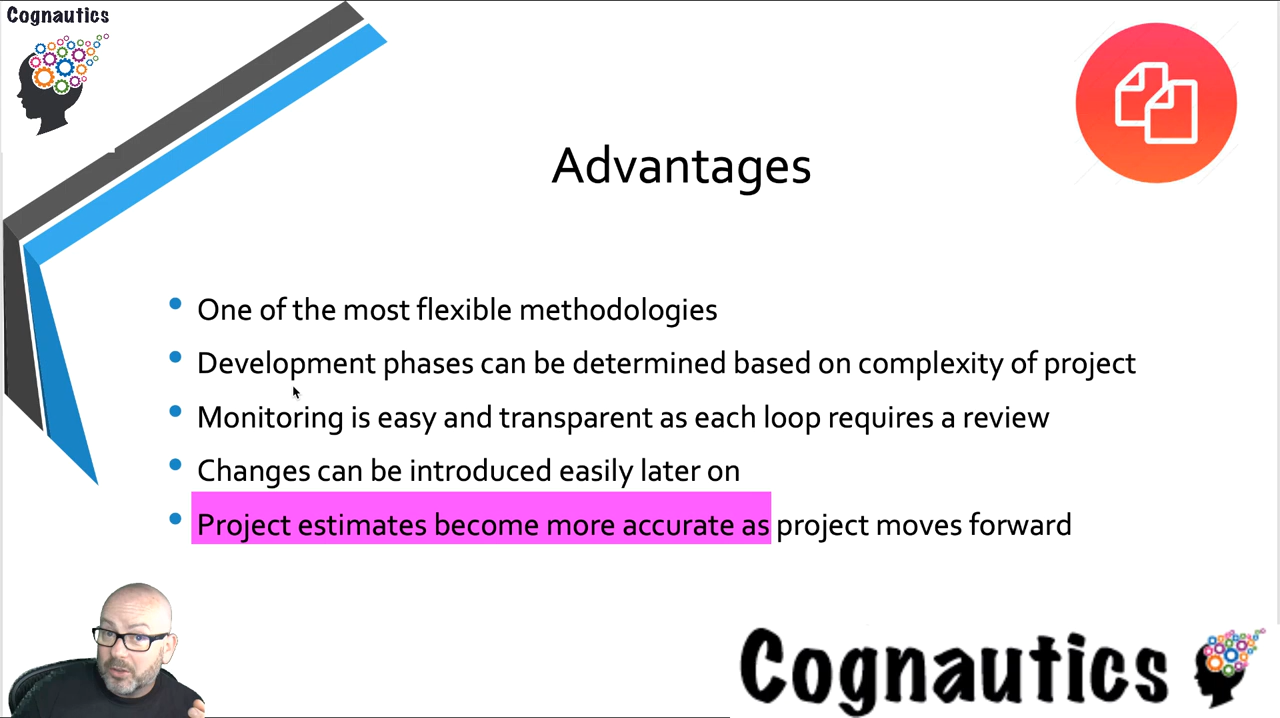 Cognautics
Advantages
One of the most flexible methodologies
Development phases can be determined based on complexity of project
Monitoring is easy and transparent as each loop requires a review
Changes can be introduced easily later on
Project estimates become more accurate as project moves forward
Cognautics